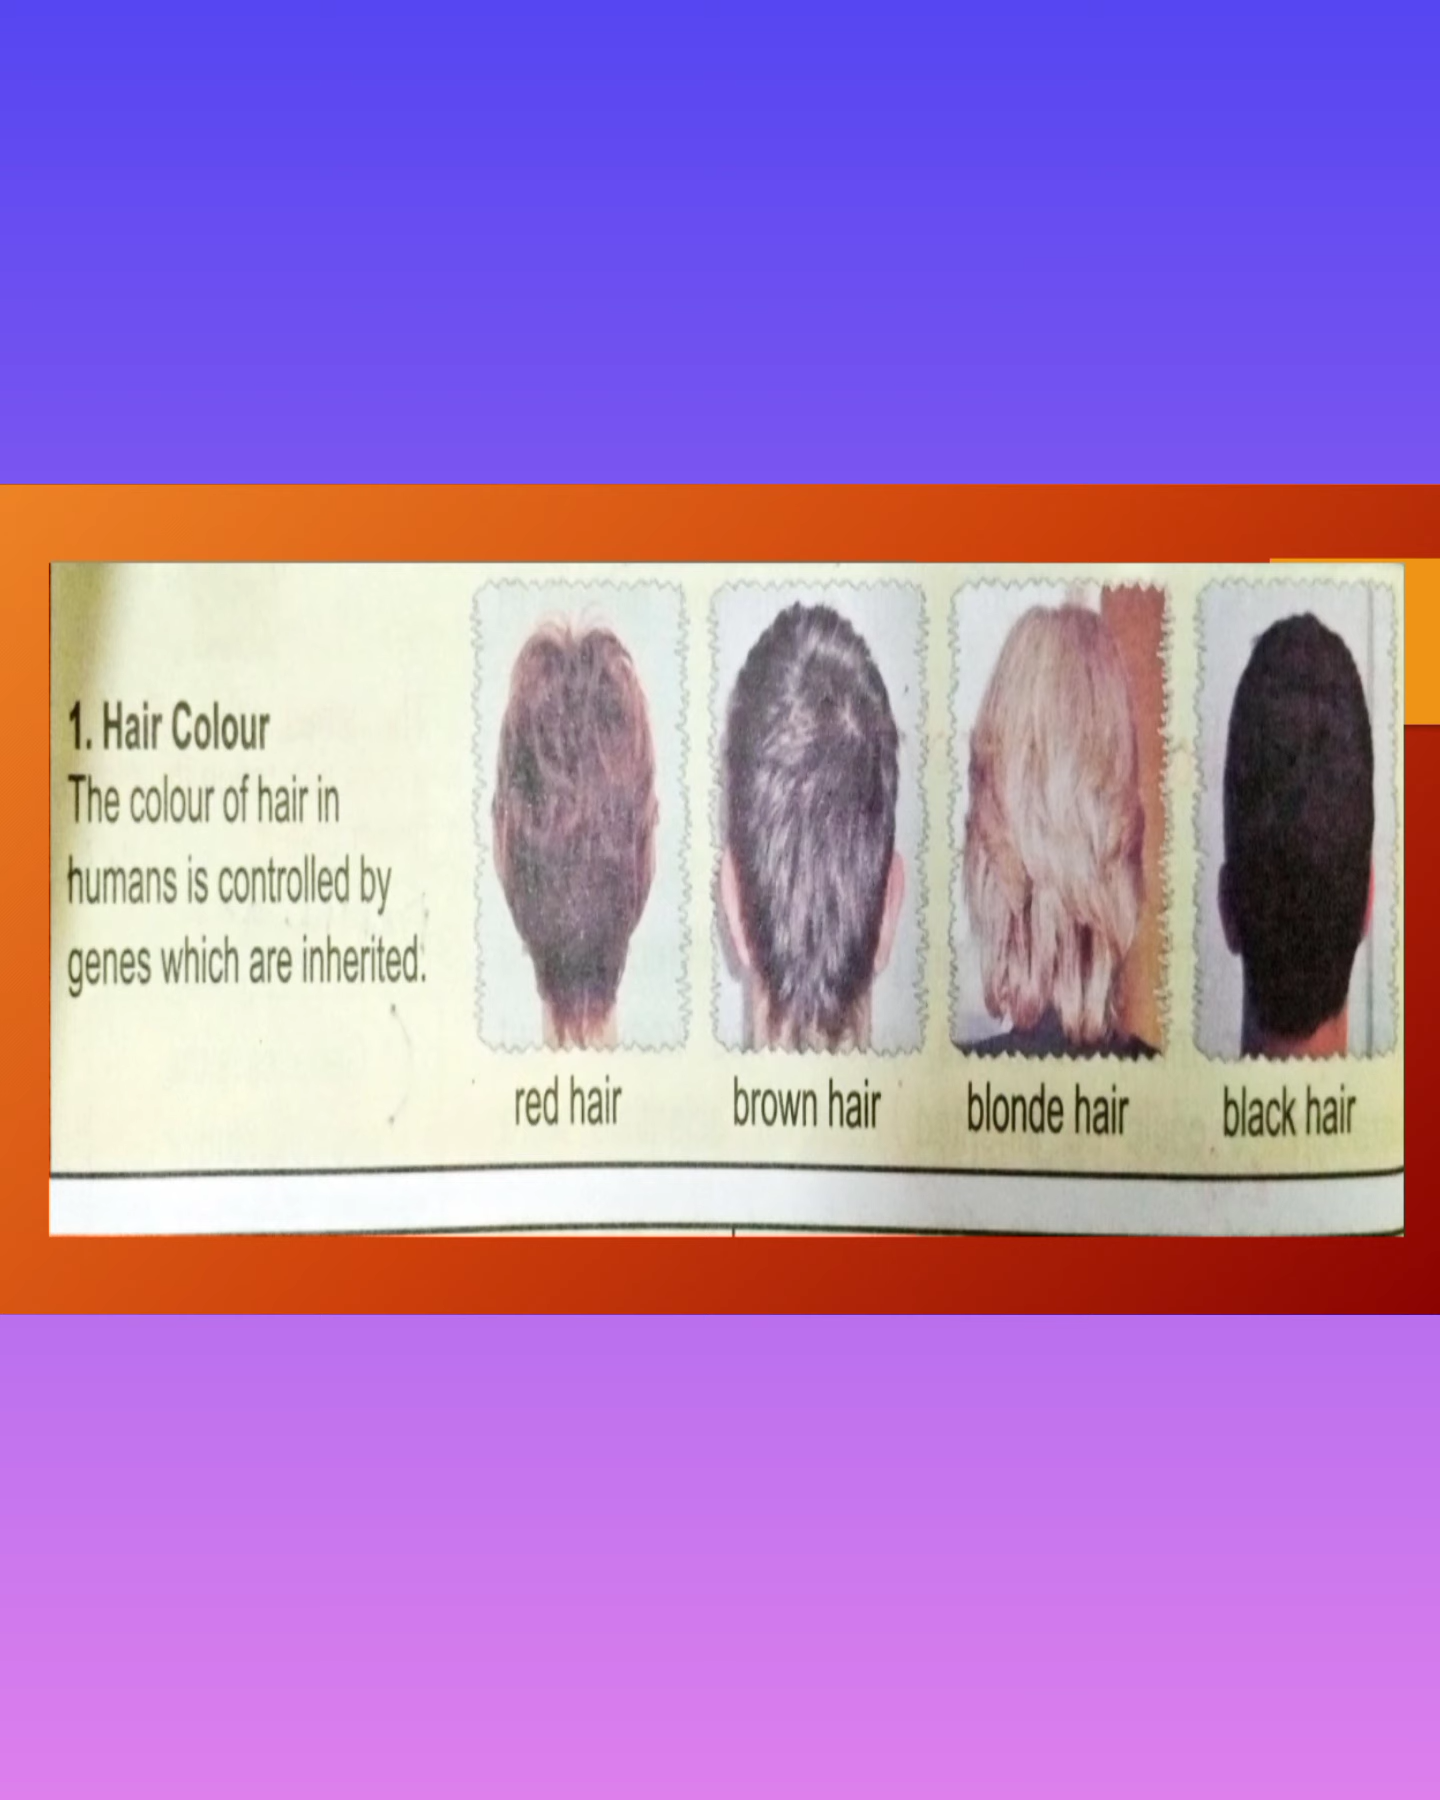 1. Hair Colour
The colour of hair in
humans is controlled by
genes which are inherited.
red hair
brown hair
blonde hair
black hair